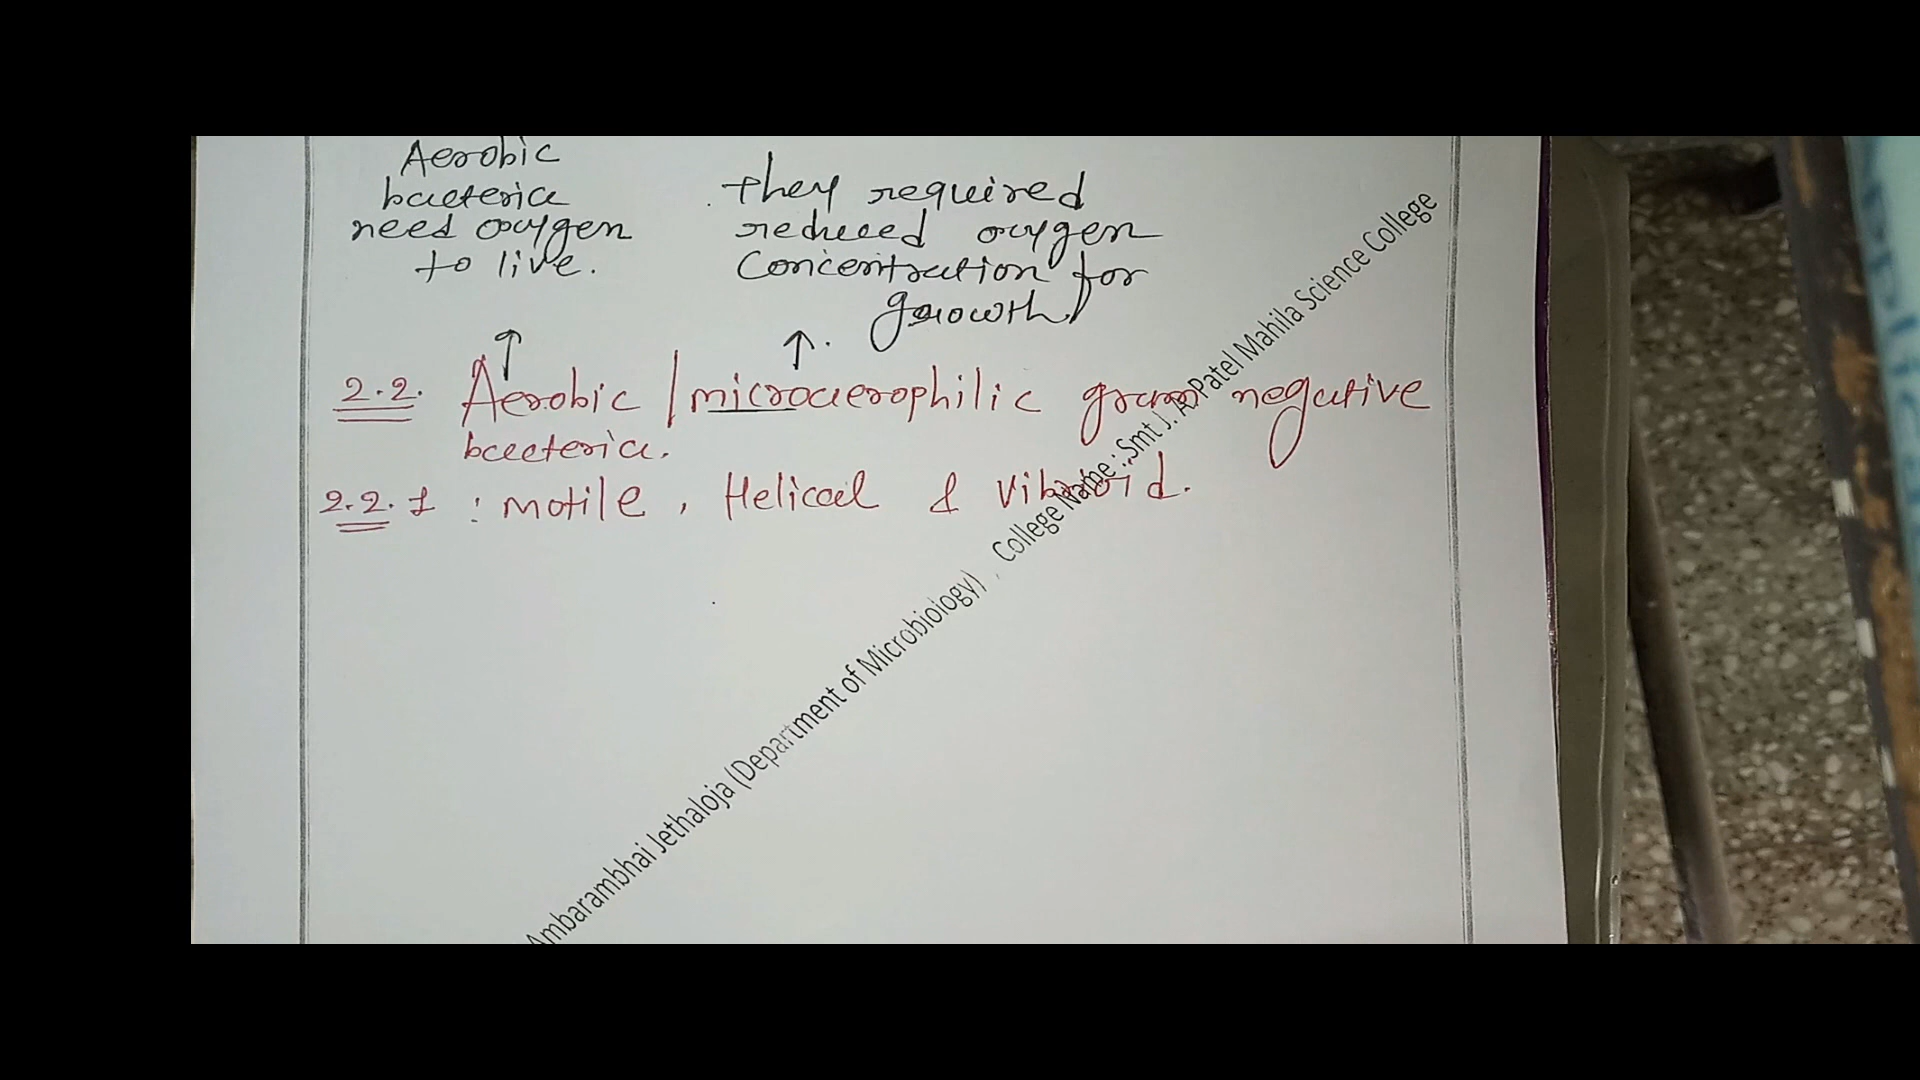 Aerobic
bacteria
need oxygen
to live.
they required
reduced oxygen
Concentration for
growth
↑ ↑
2.2. Aerobic / microaerophilic gram negative
bacteria.
2.2.1 : motile, Helical & vibroid.
Ambarambhai Jethaloja (Department of Microbiology) , College Name : Smt J. A. Patel Mahila Science College